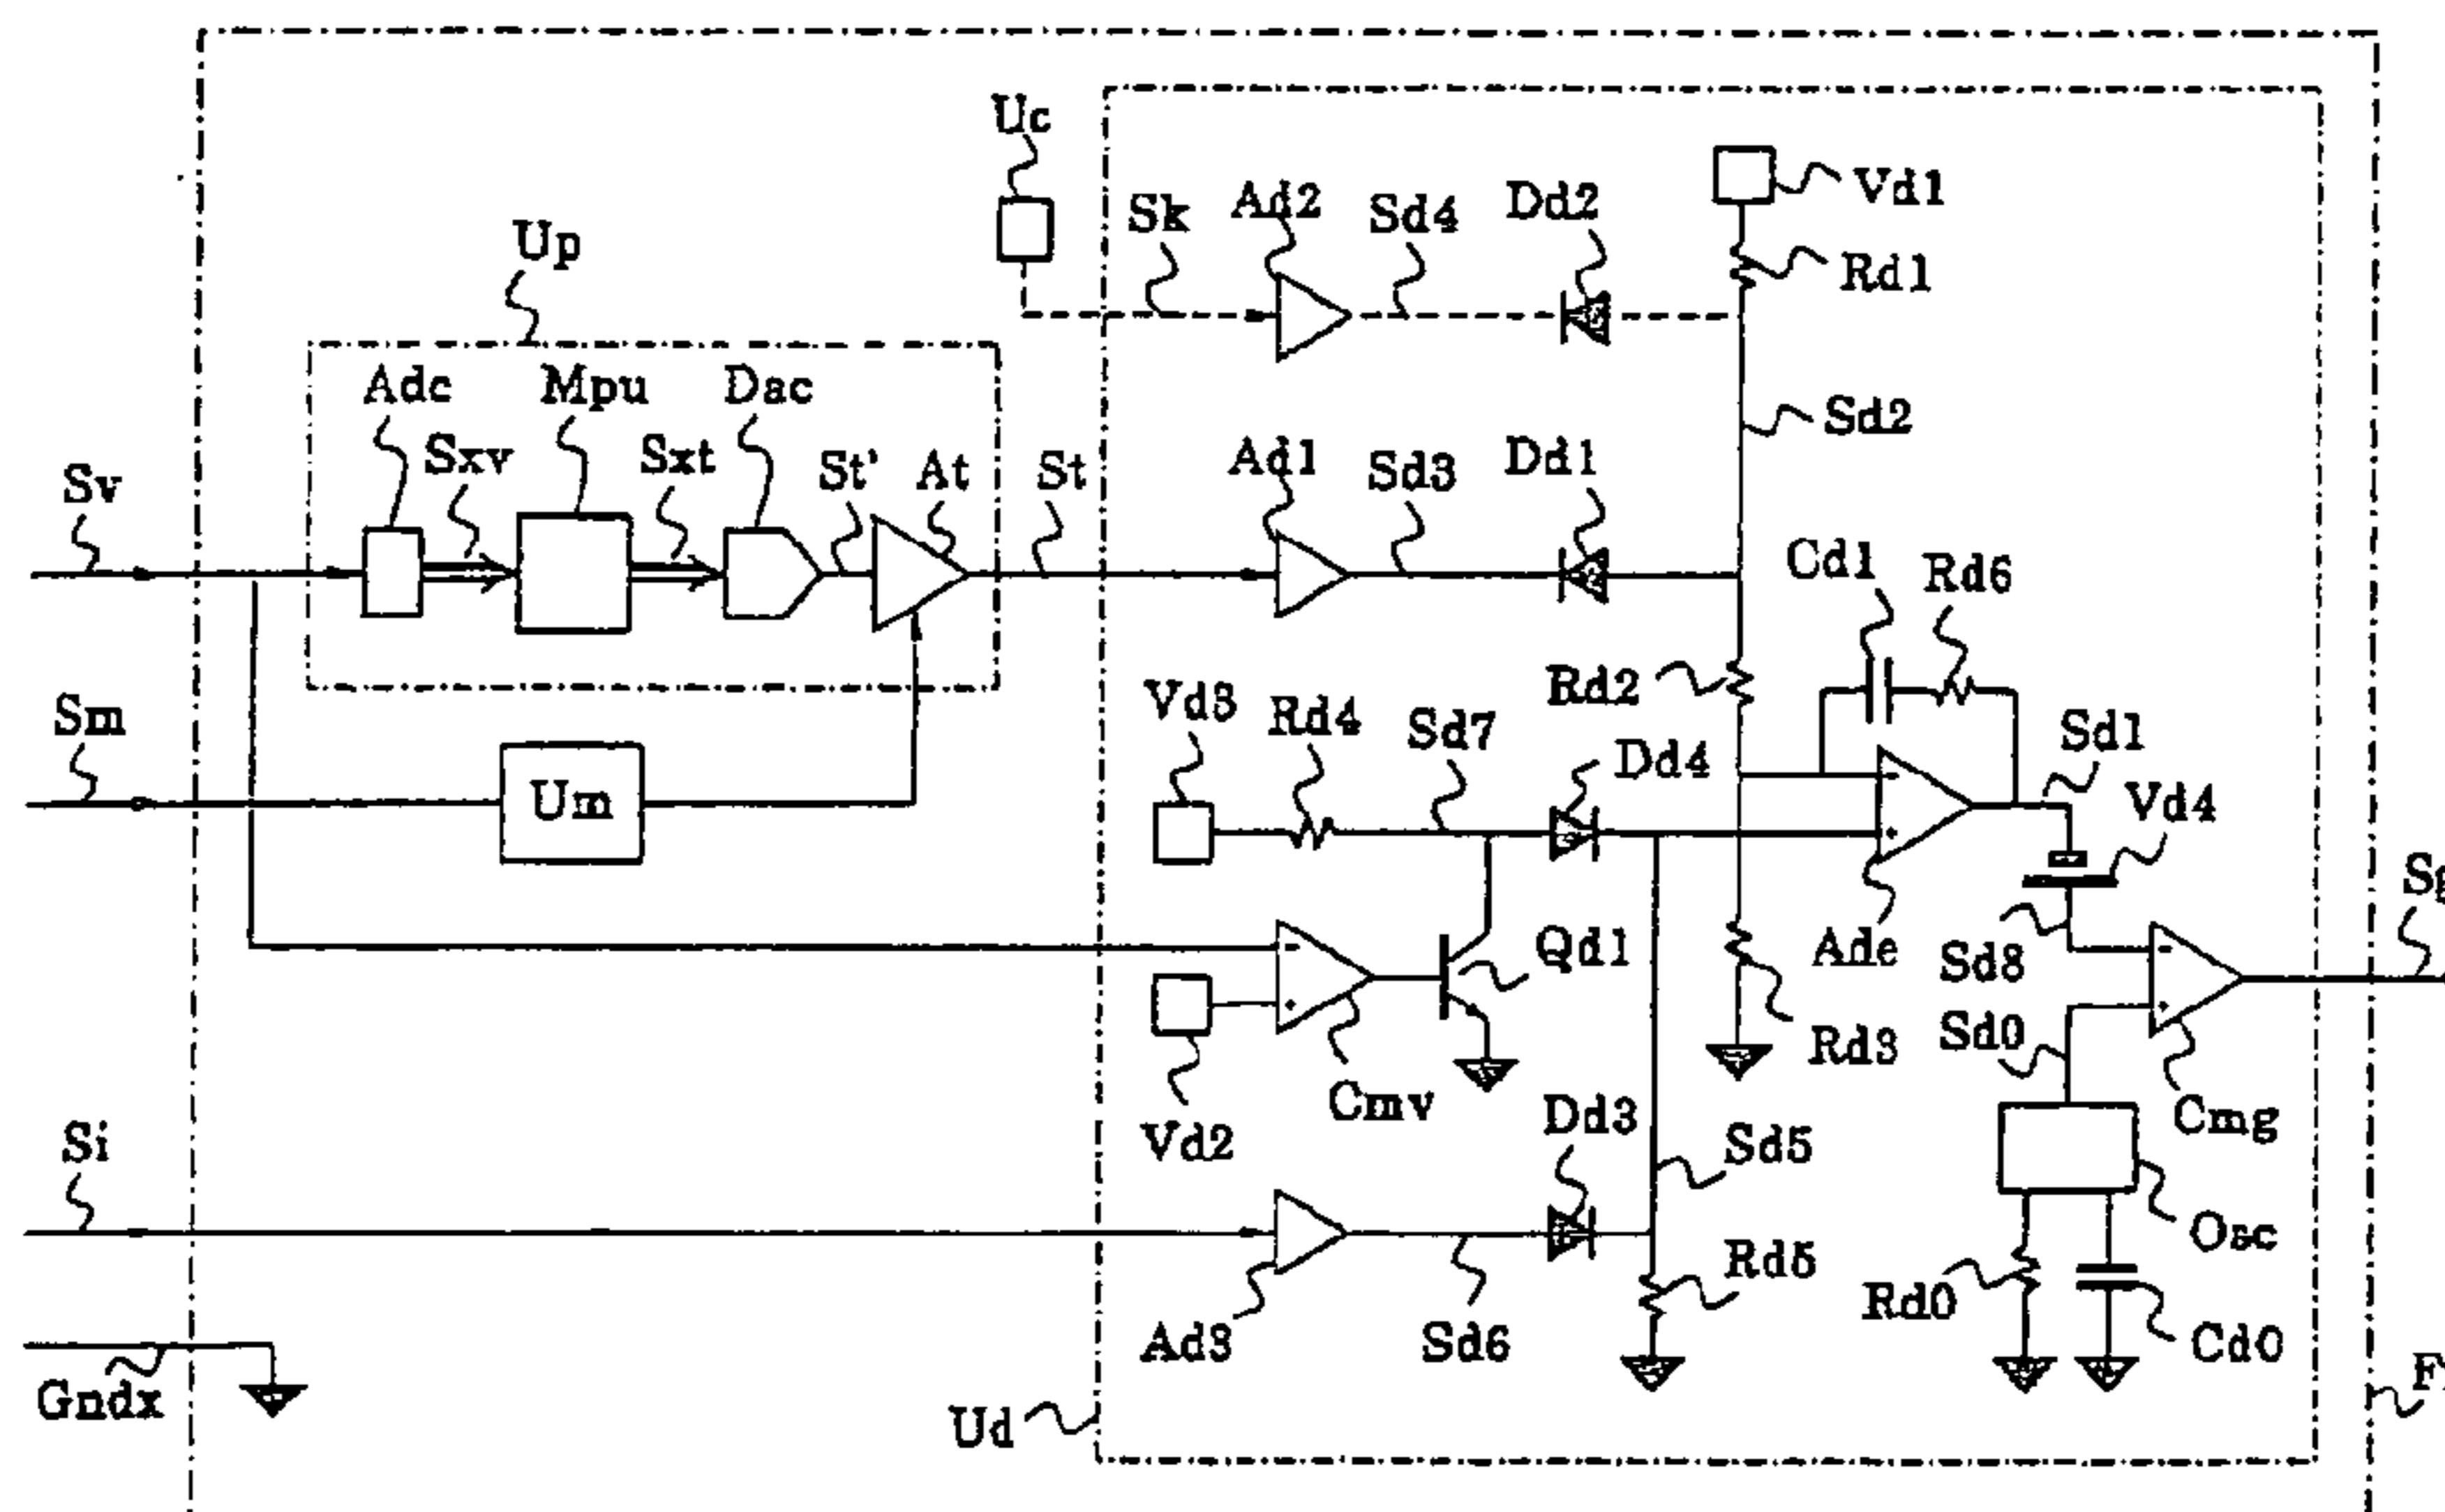 Uc
Vd1
Sk
Ad2
Sd4
Dd2
Up
Rd1
Adc
Mpu
Dac
Sd2
Sv
Sxv
Sxt
St'
At
St
Ad1
Sd3
Dd1
Cd1
Rd6
Sm
Vd3
Rd4
Sd7
Rd2
Dd4
Sd1
Vd4
Um
-
+
Qd1
Ade
Sd8
-
+
-
+
Vd2
Cmv
Rd3
Sd0
Cmg
Si
Dd3
Sd5
Osc
Rd5
Rd0
Cd0
Ad3
Sd6
Gndx
Ud